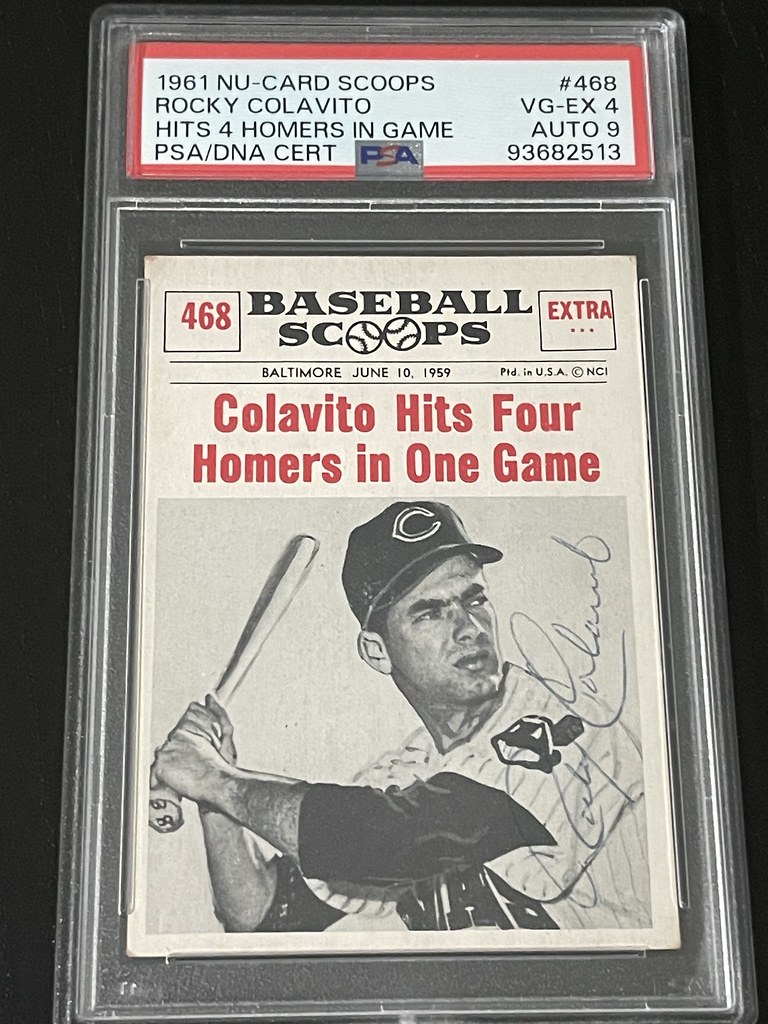 1961 NU-CARD SCOOPS #468
ROCKY COLAVITO VG-EX 4
HITS 4 HOMERS IN GAME AUTO 9
PSA/DNA CERT PSA 93682513
468 BASEBALL EXTRA
SCOOPS ...
BALTIMORE JUNE 10, 1959 Ptd. in U.S.A. © NCI
Colavito Hits Four
Homers in One Game
C
Rocky Colavito